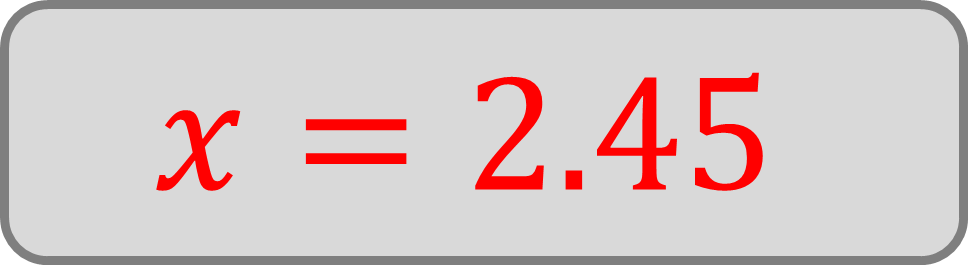 x = 2.45